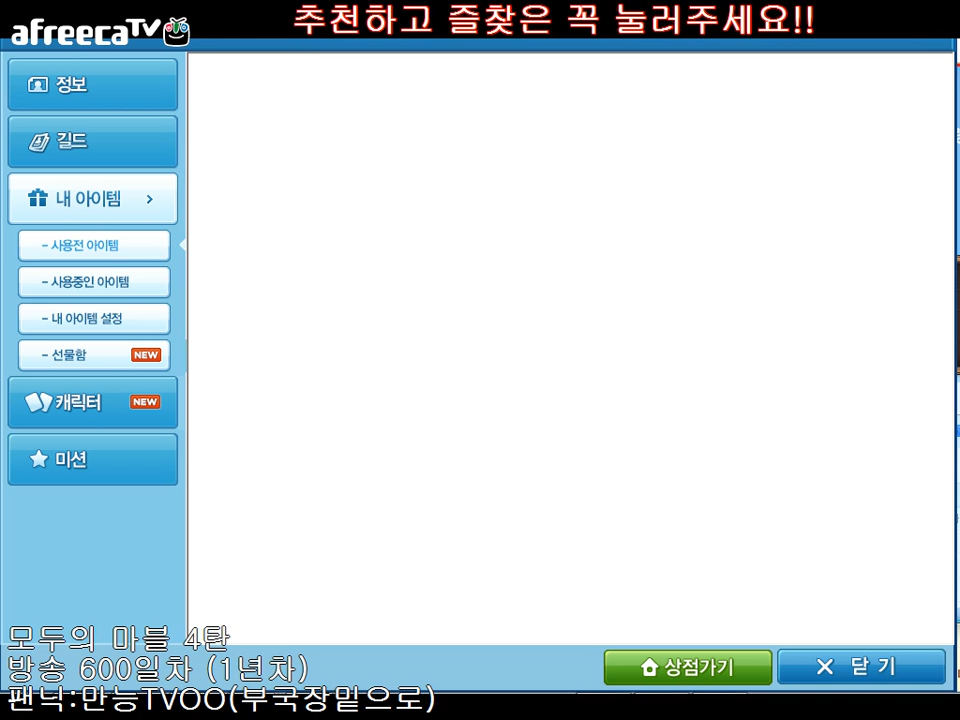 afreecaTV
추천하고 즐찾은 꼭 눌러주세요!!
정보
길드
내 아이템 >
- 사용전 아이템
- 사용중인 아이템
- 내 아이템 설정
- 선물함 NEW
캐릭터 NEW
미션
모두의 마블 4탄
방송 600일차 (1년차)
팬닉:만능TVOO(부국장밑으로)
상점가기
닫 기